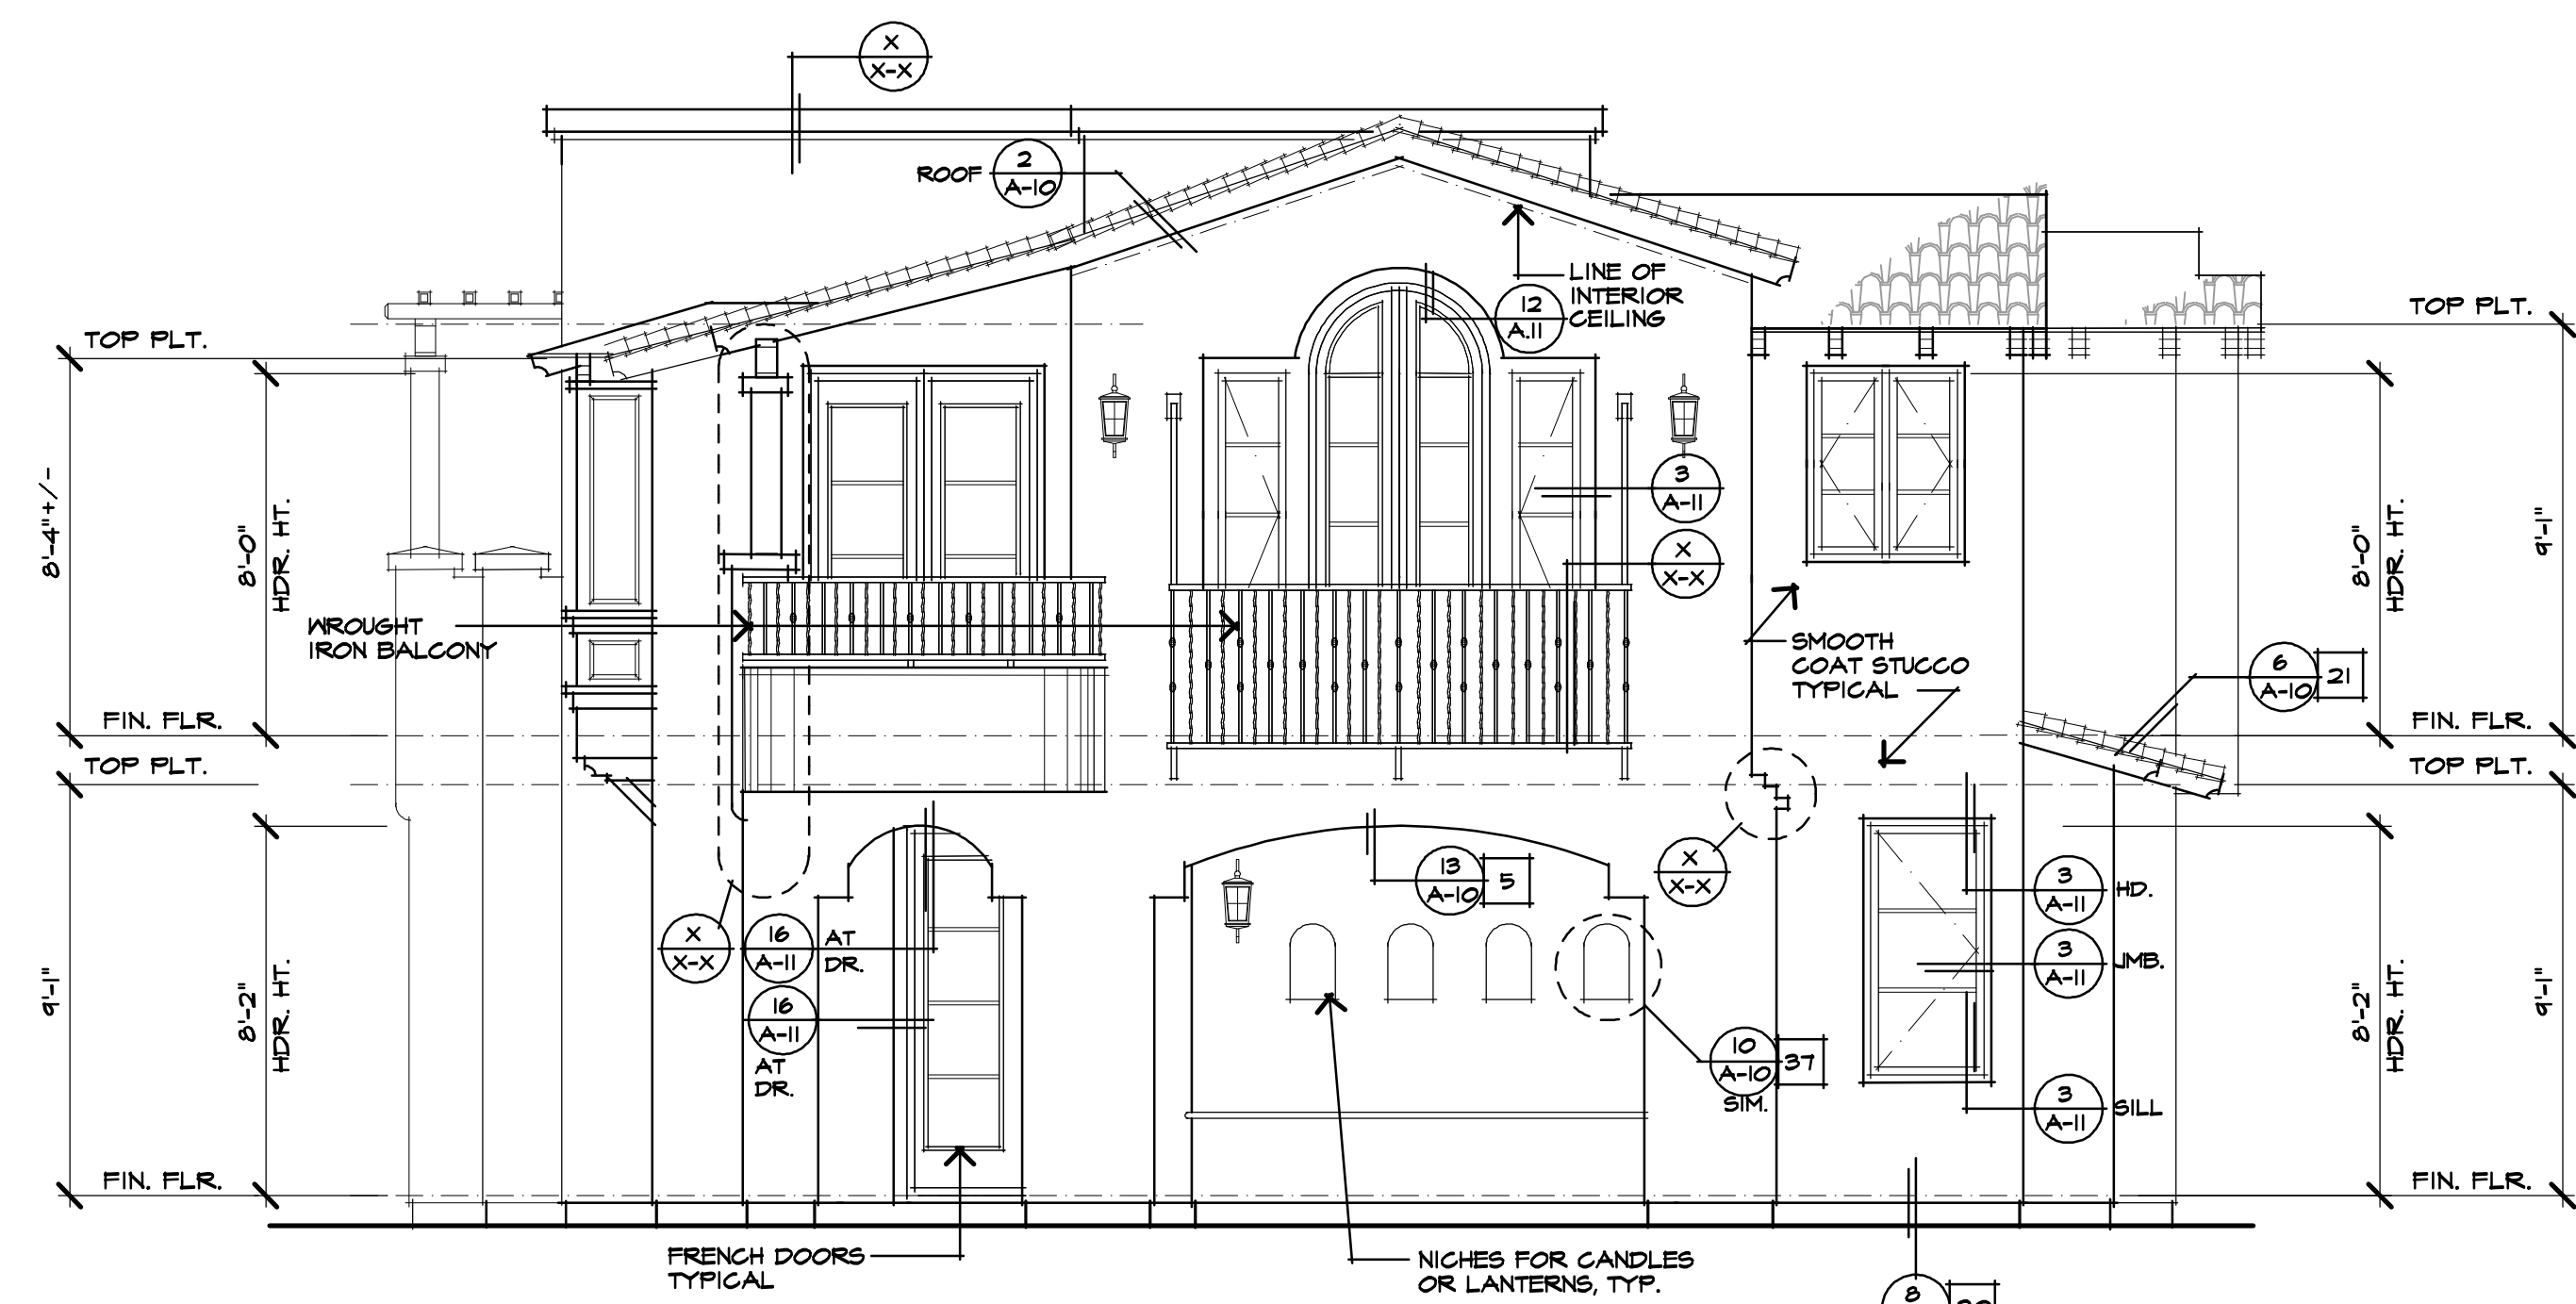 X
X-X
ROOF
2
A-10
LINE OF
INTERIOR
CEILING
12
A.11
TOP PLT.
TOP PLT.
8'-4"+/-
8'-0"
HDR. HT.
3
A-11
X
X-X
8'-0"
HDR. HT.
9'-1"
WROUGHT
IRON BALCONY
SMOOTH
COAT STUCCO
TYPICAL
6
A-10
21
FIN. FLR.
FIN. FLR.
TOP PLT.
TOP PLT.
13
A-10
5
X
X-X
3
A-11
HD.
X
X-X
16
A-11
AT
DR.
3
A-11
JMB.
9'-1"
8'-2"
HDR. HT.
16
A-11
AT
DR.
10
A-10
37
SIM.
3
A-11
SILL
8'-2"
HDR. HT.
9'-1"
FIN. FLR.
FIN. FLR.
FRENCH DOORS
TYPICAL
NICHES FOR CANDLES
OR LANTERNS, TYP.
8